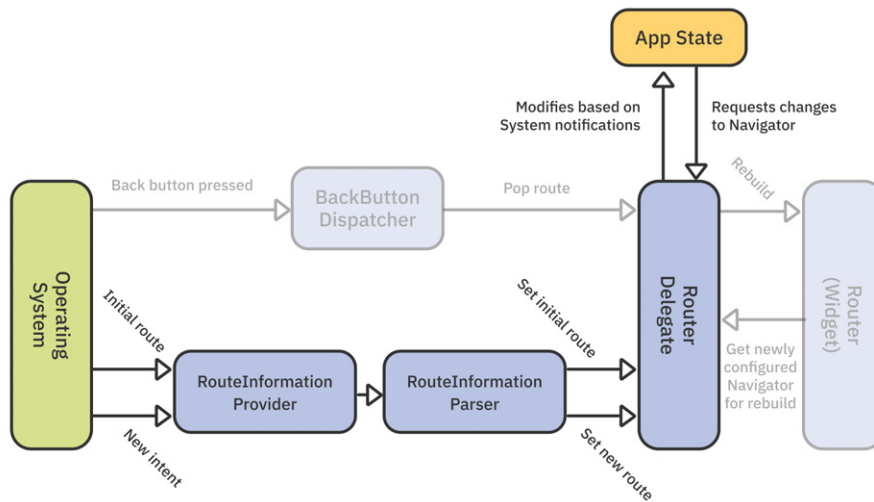 App State
Modifies based on
System notifications
Requests changes
to Navigator
Back button pressed
BackButton
Dispatcher
Pop route
Rebuild
Operating
System
Router
Delegate
Router
(Widget)
Initial route
Set initial route
RouteInformation
Provider
RouteInformation
Parser
Get newly
configured
Navigator
for rebuild
New intent
Set new route